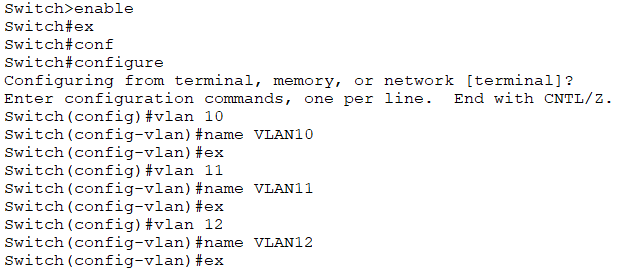 Switch>enable
Switch#ex
Switch#conf
Switch#configure
Configuring from terminal, memory, or network [terminal]?
Enter configuration commands, one per line.  End with CNTL/Z.
Switch(config)#vlan 10
Switch(config-vlan)#name VLAN10
Switch(config-vlan)#ex
Switch(config)#vlan 11
Switch(config-vlan)#name VLAN11
Switch(config-vlan)#ex
Switch(config)#vlan 12
Switch(config-vlan)#name VLAN12
Switch(config-vlan)#ex